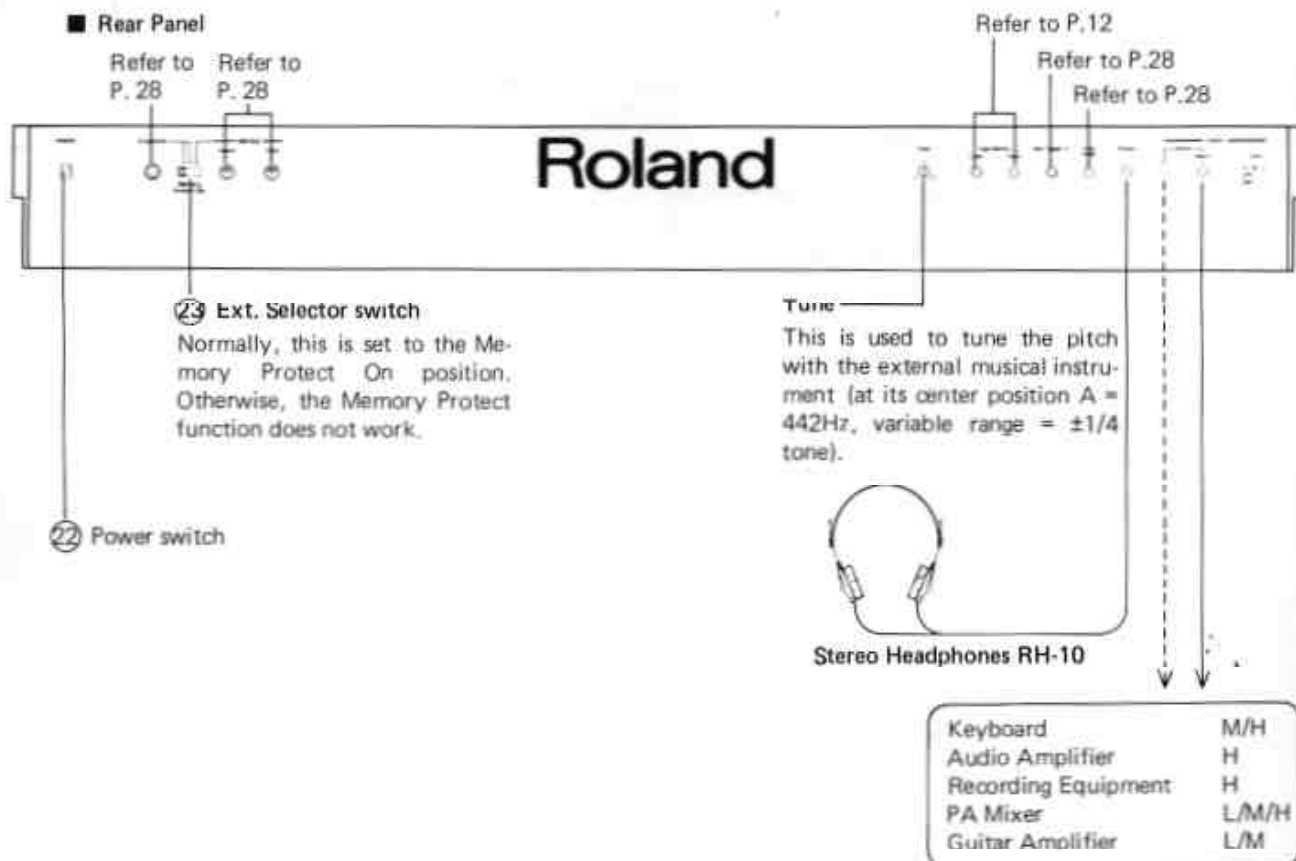 ■ Rear Panel
Refer to
P. 28
Refer to
P. 28
Refer to P.12
Refer to P.28
Refer to P.28
Roland
㉓ Ext. Selector switch
Normally, this is set to the Me-
mory Protect On position.
Otherwise, the Memory Protect
function does not work.
Tune
This is used to tune the pitch
with the external musical instru-
ment (at its center position A =
442Hz, variable range = ±1/4
tone).
㉒ Power switch
Stereo Headphones RH-10
Keyboard M/H
Audio Amplifier H
Recording Equipment H
PA Mixer L/M/H
Guitar Amplifier L/M